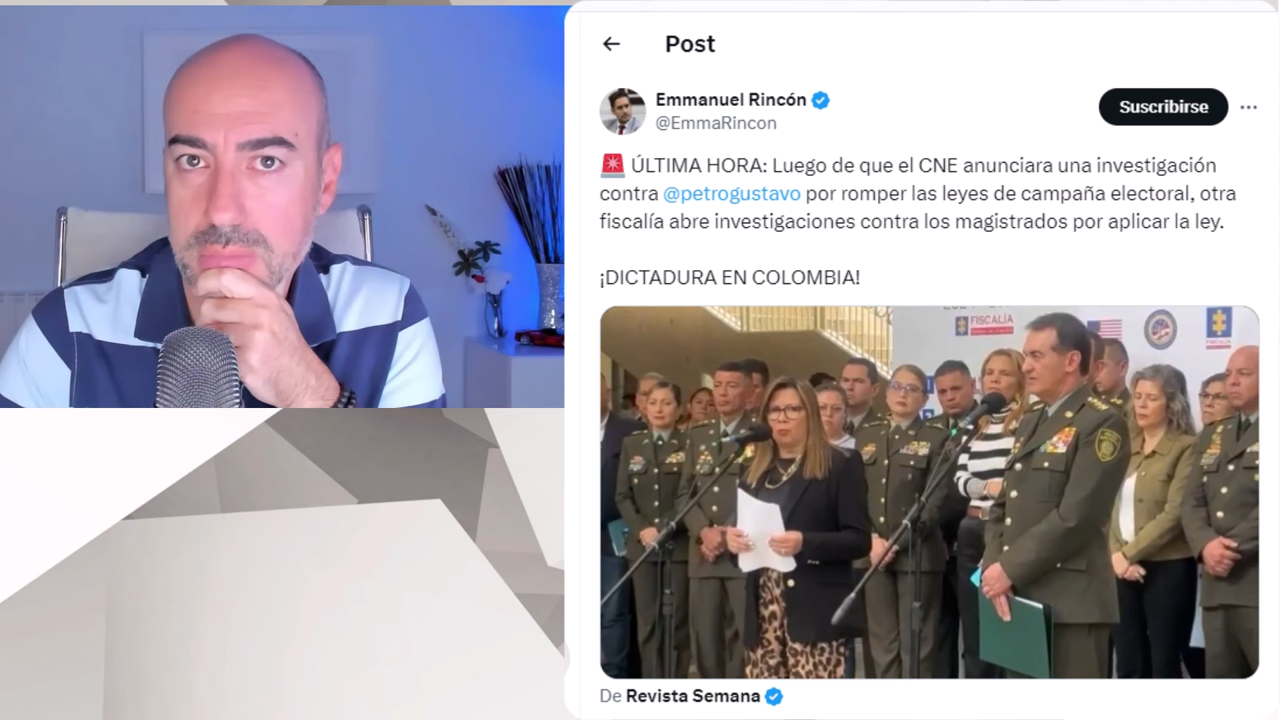 Post
Emmanuel Rincón
@EmmaRincon
Suscribirse
ÚLTIMA HORA: Luego de que el CNE anunciara una investigación
contra @petrogustavo por romper las leyes de campaña electoral, otra
fiscalía abre investigaciones contra los magistrados por aplicar la ley.
¡DICTADURA EN COLOMBIA!
FISCALÍA
FISCALÍA
De Revista Semana